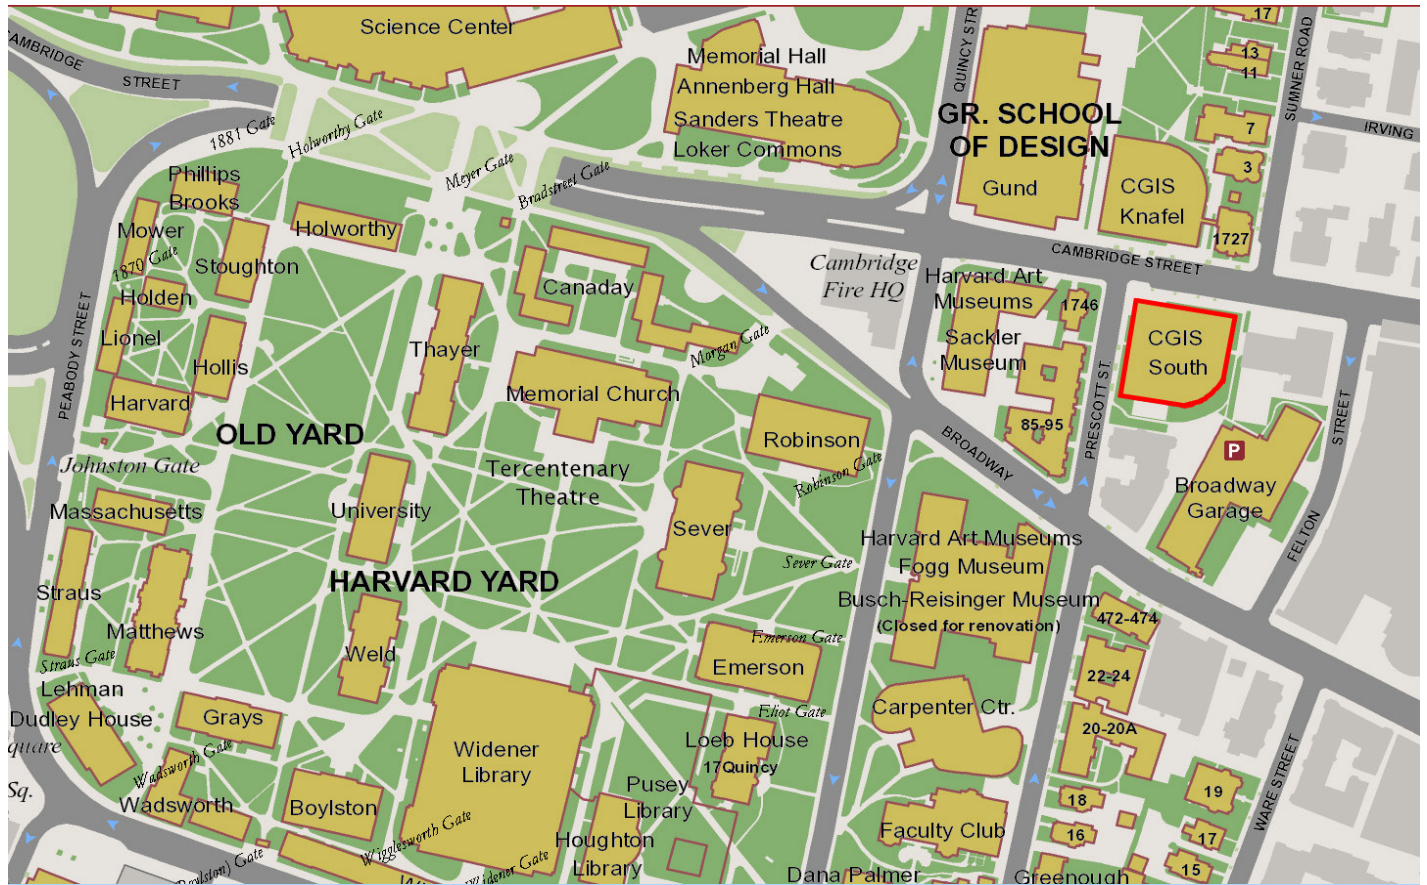 Science Center
17
SUMNER ROAD
QUINCY STR
CAMBRIDGE
STREET
Memorial Hall
Annenberg Hall
Sanders Theatre
Loker Commons
13
11
GR. SCHOOL
OF DESIGN
7
IRVING
1881 Gate
Holworthy Gate
Meyer Gate
Bradstreet Gate
Gund
CGIS
Knafel
3
Phillips
Brooks
Mower
Holworthy
1727
1870 Gate
Stoughton
CAMBRIDGE STREET
Cambridge
Fire HQ
Harvard Art
Museums
1746
Holden
Canaday
Lionel
PEABODY STREET
Thayer
Morgan Gate
Sackler
Museum
CGIS
South
PRESCOTT ST.
Hollis
Memorial Church
Harvard
STREET
OLD YARD
Robinson
85-95
BROADWAY
P
Johnston Gate
Tercentenary
Theatre
Robinson Gate
Broadway
Garage
Massachusetts
University
Sever
Harvard Art Museums
Fogg Museum
FELTON
Sever Gate
HARVARD YARD
Straus
Busch-Reisinger Museum
(Closed for renovation)
472-474
Matthews
Emerson Gate
Weld
Straus Gate
Emerson
22-24
Lehman
Dudley House
Grays
Eliot Gate
Carpenter Ctr.
20-20A
quare
Wadsworth Gate
Widener
Library
Loeb House
17Quincy
WARE STREET
Sq.
Wadsworth
Boylston
Pusey
Library
18
19
Wigglesworth Gate
Houghton
Library
Faculty Club
16
17
Boylston) Gate
Widener Gate
Dana Palmer
Greenough
15